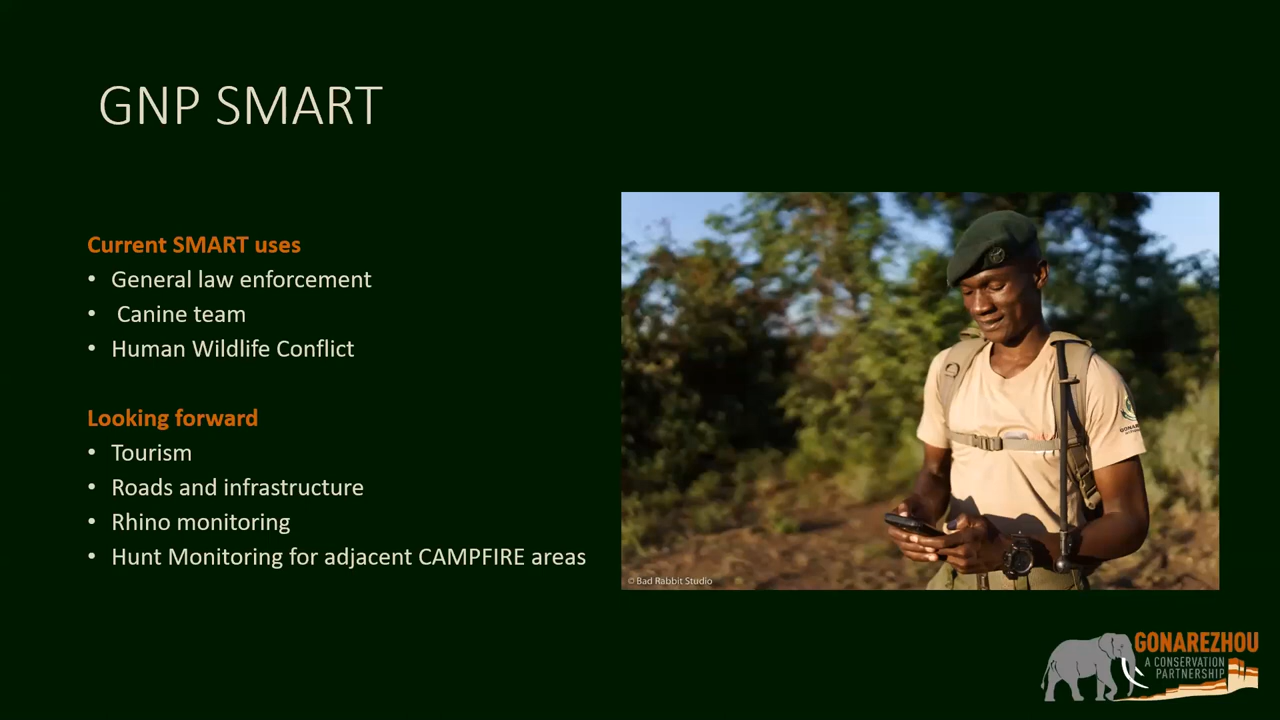 GNP SMART
Current SMART uses
• General law enforcement
• Canine team
• Human Wildlife Conflict
Looking forward
• Tourism
• Roads and infrastructure
• Rhino monitoring
• Hunt Monitoring for adjacent CAMPFIRE areas
© Bad Rabbit Studio
GONAREZHOU
A CONSERVATION
PARTNERSHIP